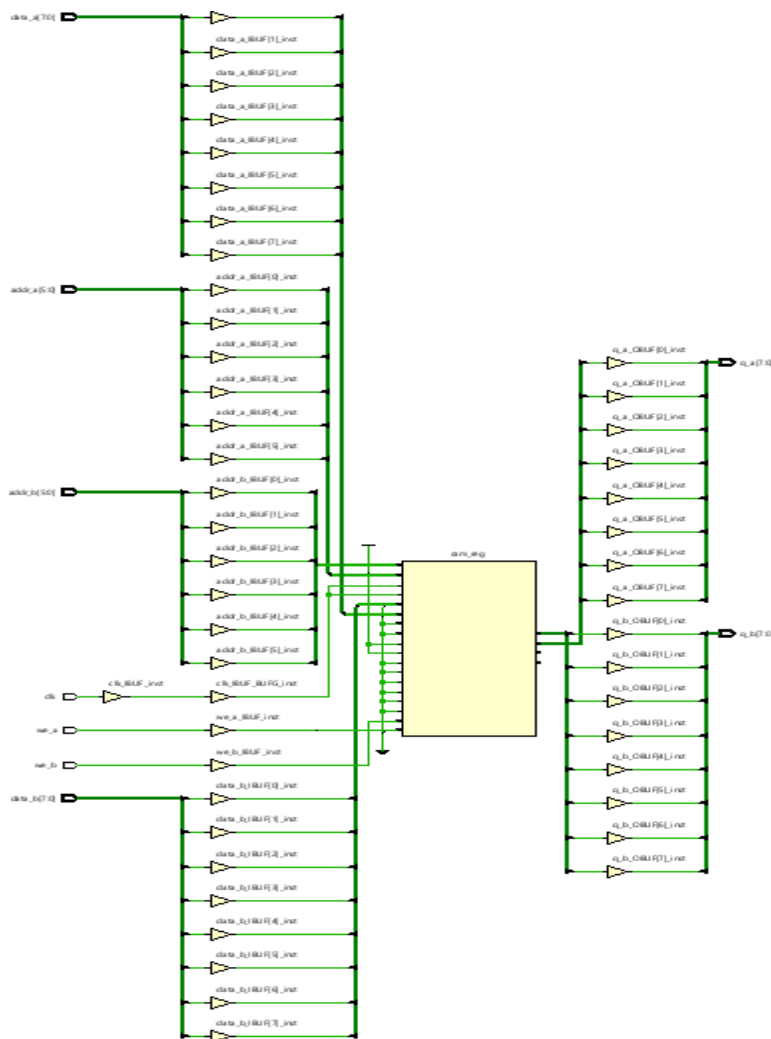 data_a[7:0]
data_a_IBUF[1]_inst
data_a_IBUF[2]_inst
data_a_IBUF[3]_inst
data_a_IBUF[4]_inst
data_a_IBUF[5]_inst
data_a_IBUF[6]_inst
data_a_IBUF[7]_inst
addr_a[5:0]
addr_a_IBUF[0]_inst
addr_a_IBUF[1]_inst
addr_a_IBUF[2]_inst
addr_a_IBUF[3]_inst
addr_a_IBUF[4]_inst
addr_a_IBUF[5]_inst
addr_b[5:0]
addr_b_IBUF[0]_inst
addr_b_IBUF[1]_inst
addr_b_IBUF[2]_inst
addr_b_IBUF[3]_inst
addr_b_IBUF[4]_inst
addr_b_IBUF[5]_inst
clk
clk_IBUF_inst
clk_IBUF_BUFG_inst
we_a
we_a_IBUF_inst
we_b
we_b_IBUF_inst
data_b[7:0]
data_b_IBUF[0]_inst
data_b_IBUF[1]_inst
data_b_IBUF[2]_inst
data_b_IBUF[3]_inst
data_b_IBUF[4]_inst
data_b_IBUF[5]_inst
data_b_IBUF[6]_inst
data_b_IBUF[7]_inst
ram_reg
q_a_OBUF[0]_inst
q_a[7:0]
q_a_OBUF[1]_inst
q_a_OBUF[2]_inst
q_a_OBUF[3]_inst
q_a_OBUF[4]_inst
q_a_OBUF[5]_inst
q_a_OBUF[6]_inst
q_a_OBUF[7]_inst
q_b_OBUF[0]_inst
q_b[7:0]
q_b_OBUF[1]_inst
q_b_OBUF[2]_inst
q_b_OBUF[3]_inst
q_b_OBUF[4]_inst
q_b_OBUF[5]_inst
q_b_OBUF[6]_inst
q_b_OBUF[7]_inst